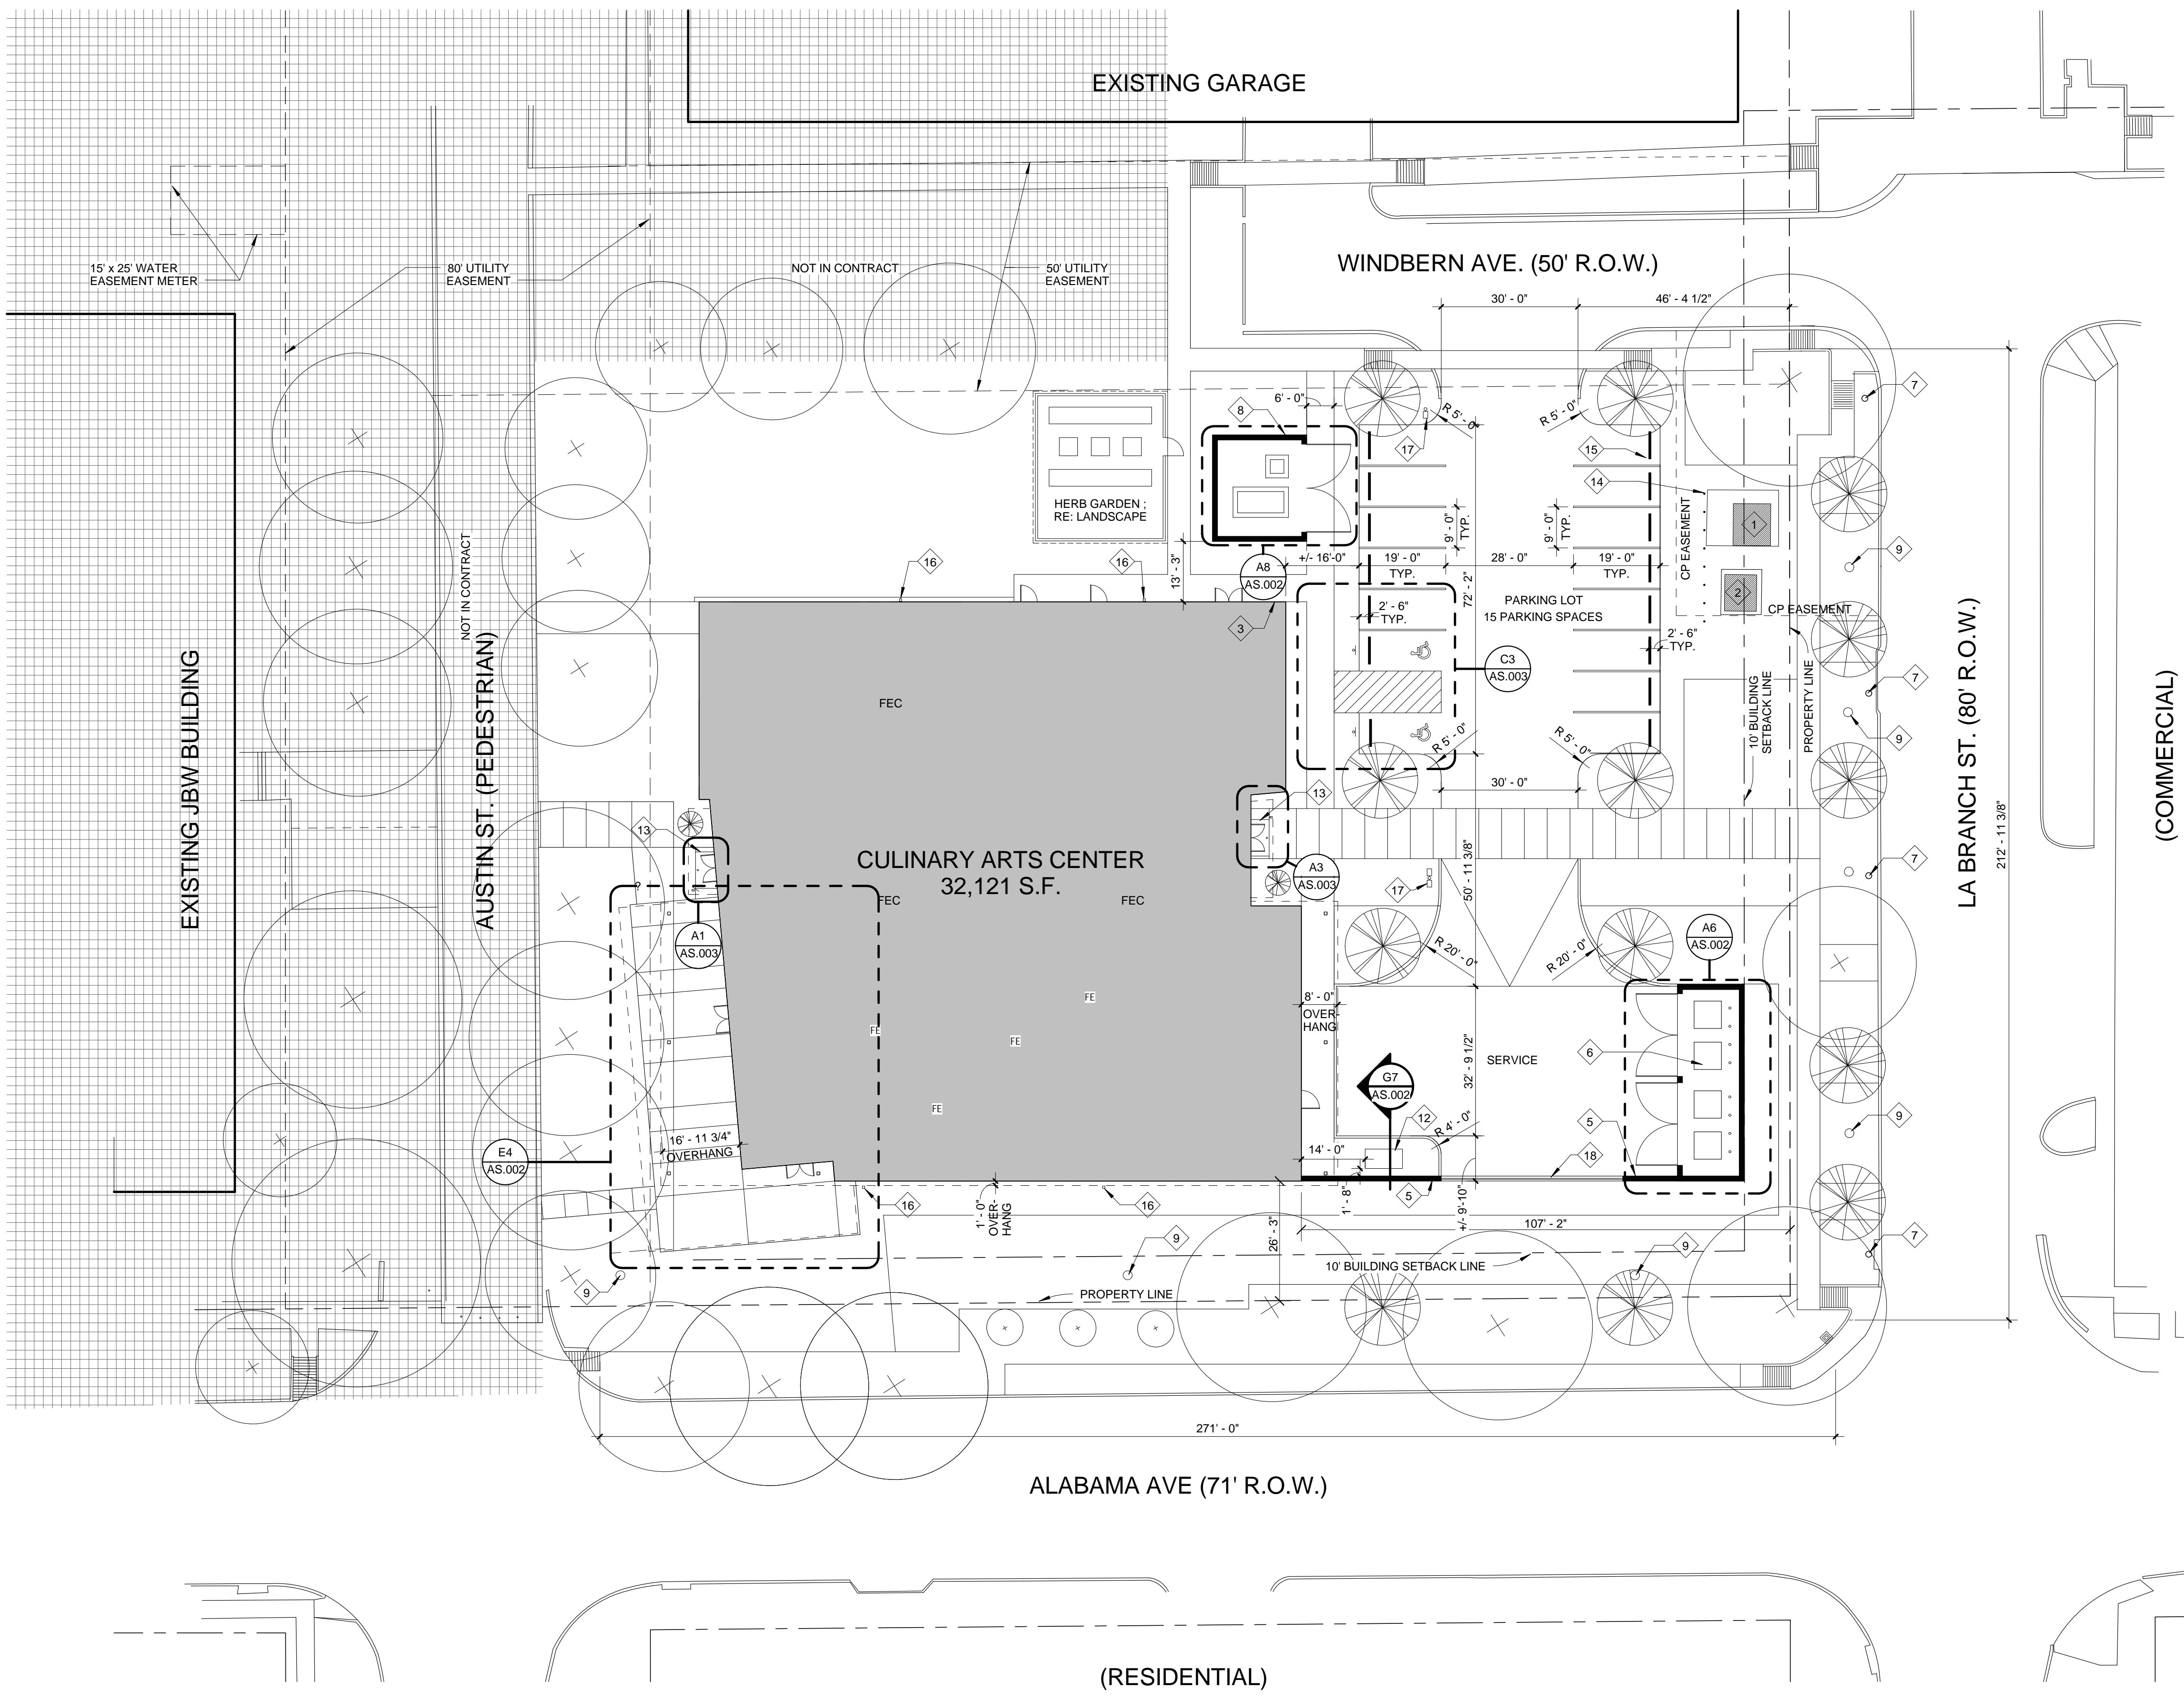 EXISTING GARAGE
WINDBERN AVE. (50' R.O.W.)
15' x 25' WATER
EASEMENT METER
80' UTILITY
EASEMENT
NOT IN CONTRACT
50' UTILITY
EASEMENT
30' - 0"
46' - 4 1/2"
7
8
6' - 0"
R 5' - 0"
R 5' - 0"
17
15
14
HERB GARDEN ;
RE: LANDSCAPE
9' - 0"
TYP.
9' - 0"
TYP.
CP EASEMENT
1
9
NOT IN CONTRACT
16
16
13' - 3"
A8
AS.002
+/- 16'-0"
19' - 0"
TYP.
28' - 0"
19' - 0"
TYP.
2
CP EASEMENT
72' - 2"
PARKING LOT
15 PARKING SPACES
2' - 6"
TYP.
3
2' - 6"
TYP.
C3
AS.003
EXISTING JBW BUILDING
AUSTIN ST. (PEDESTRIAN)
FEC
10' BUILDING
SETBACK LINE
PROPERTY LINE
7
9
LA BRANCH ST. (80' R.O.W.)
(COMMERCIAL)
R 5' - 0"
R 5' - 0"
30' - 0"
13
13
212' - 11 3/8"
CULINARY ARTS CENTER
32,121 S.F.
50' - 11 3/8"
7
?
A3
AS.003
17
FEC
FEC
A1
AS.003
A6
AS.002
R 20' - 0"
R 20' - 0"
FE
8' - 0"
OVER-
HANG
FE
FE
32' - 9 1/2"
SERVICE
6
G7
AS.002
FE
12
R 4' - 0"
5
9
16' - 11 3/4"
OVERHANG
E4
AS.002
14' - 0"
18
16
1' - 0"
OVER-
HANG
16
1' - 8"
5
+/- 9'-10"
107' - 2"
26' - 3"
9
9
7
10' BUILDING SETBACK LINE
9
PROPERTY LINE
271' - 0"
ALABAMA AVE (71' R.O.W.)
(RESIDENTIAL)